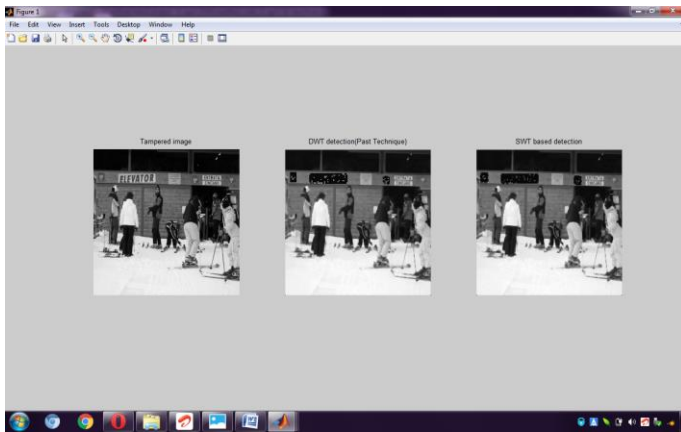 Figure 1
File Edit View Insert Tools Desktop Window Help
Tampered image
DWT detection(Past Technique)
SWT based detection
ELEVATOR